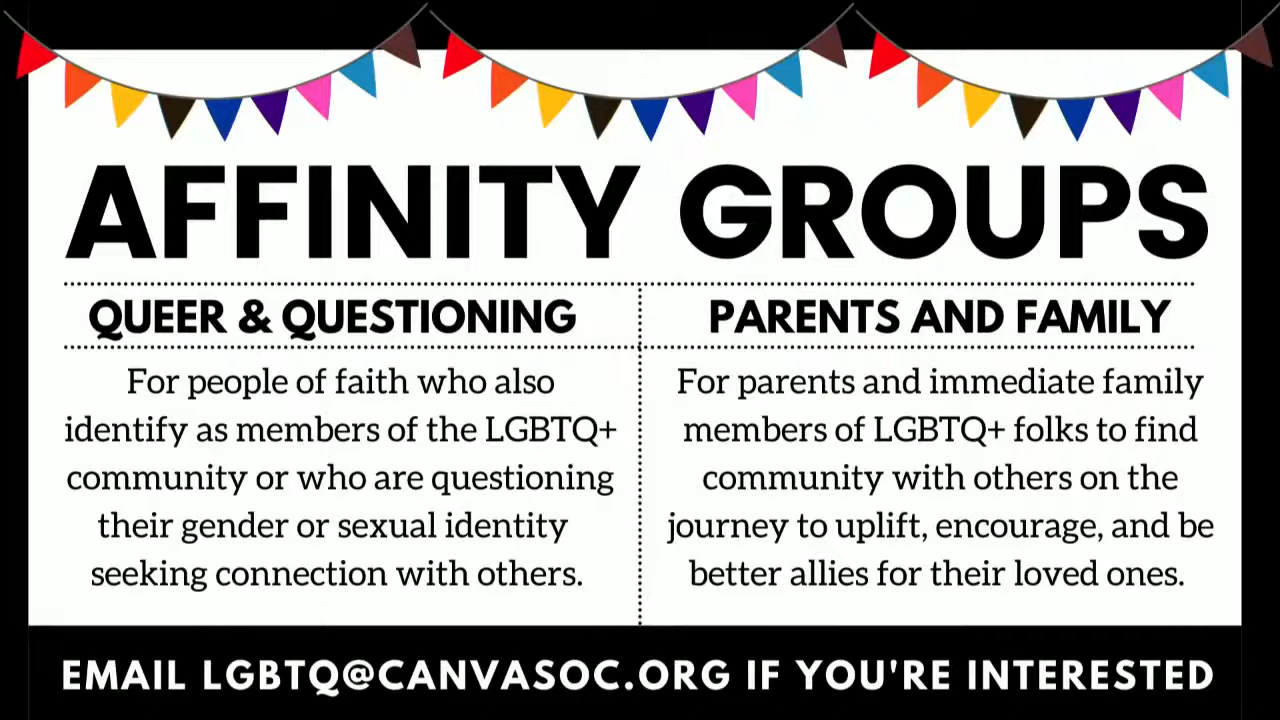 AFFINITY GROUPS
QUEER & QUESTIONING
For people of faith who also
identify as members of the LGBTQ+
community or who are questioning
their gender or sexual identity
seeking connection with others.
PARENTS AND FAMILY
For parents and immediate family
members of LGBTQ+ folks to find
community with others on the
journey to uplift, encourage, and be
better allies for their loved ones.
EMAIL LGBTQ@CANVASOC.ORG IF YOU'RE INTERESTED